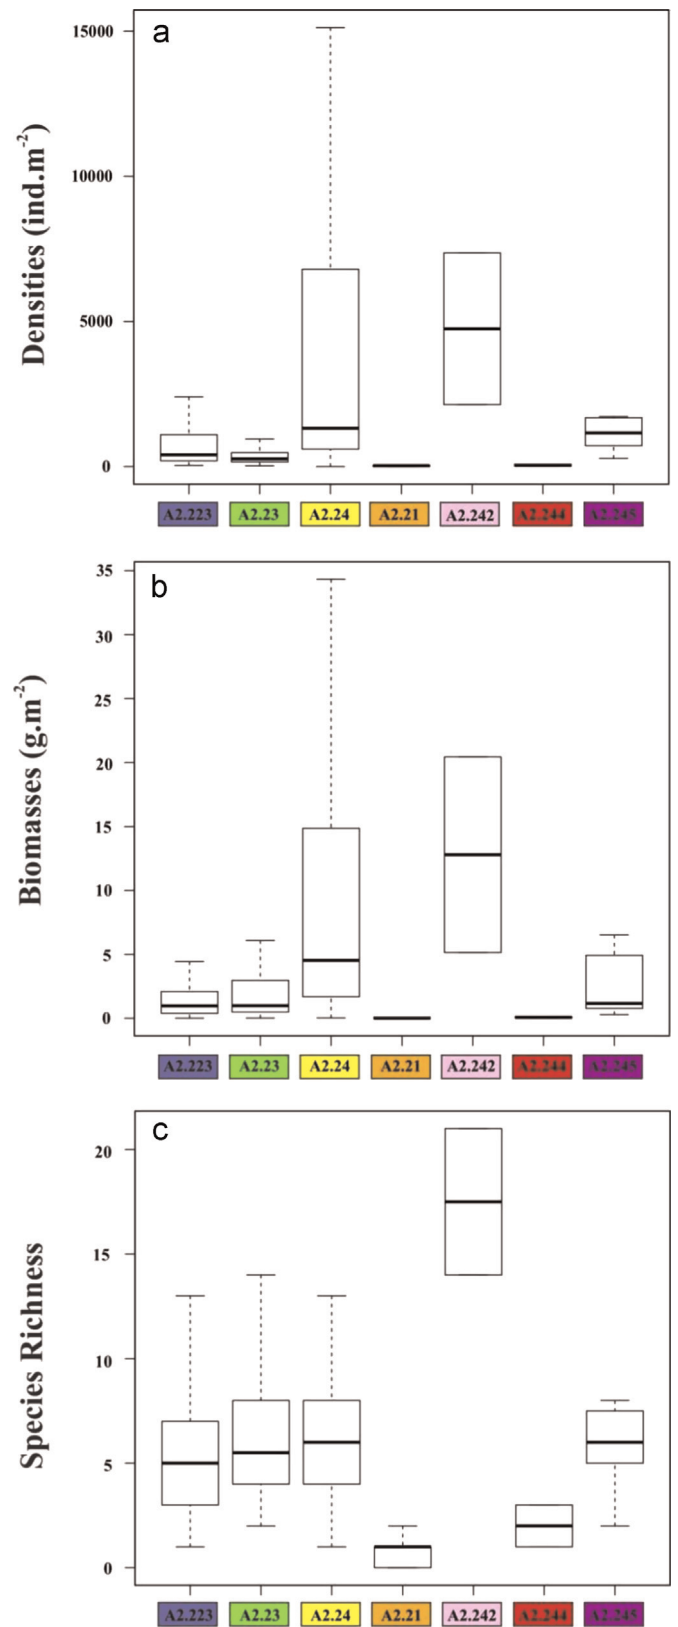 a
15000
10000
5000
0
Densities (ind.m-2)
A2.223 A2.23 A2.24 A2.21 A2.242 A2.244 A2.245
b
35
30
25
20
15
10
5
0
Biomasses (g.m-2)
A2.223 A2.23 A2.24 A2.21 A2.242 A2.244 A2.245
c
20
15
10
5
0
Species Richness
A2.223 A2.23 A2.24 A2.21 A2.242 A2.244 A2.245